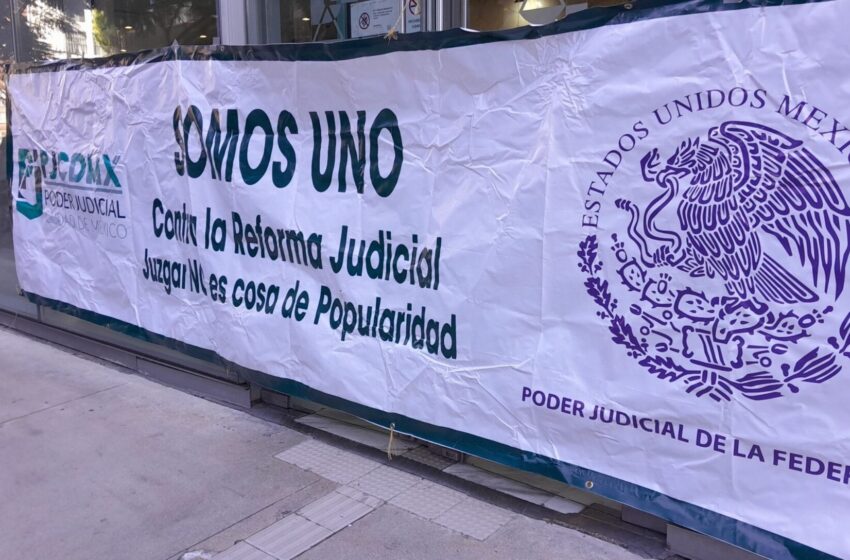 PJCDMX
PODER JUDICIAL
CIUDAD DE MÉXICO
SOMOS UNO
Contra la Reforma Judicial
Juzgar NO es cosa de Popularidad
ESTADOS UNIDOS MEXI
PODER JUDICIAL DE LA FEDER